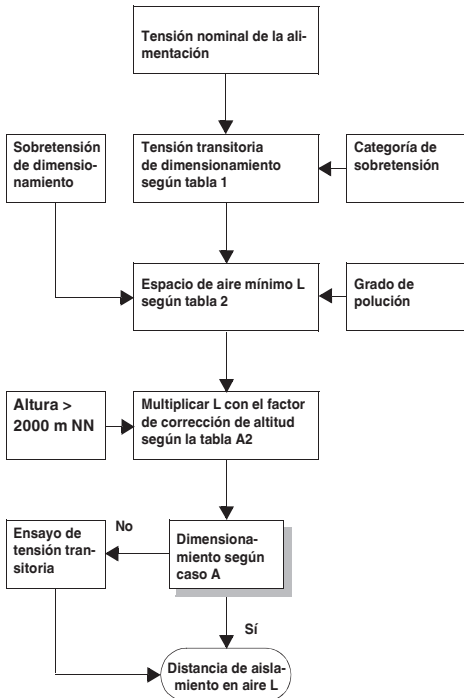 Tensión nominal de la ali-
mentación
Sobretensión
de dimensio-
namiento
Tensión transitoria
de dimensionamiento
según tabla 1
Categoría de
sobretensión
Espacio de aire mínimo L
según tabla 2
Grado de
polución
Altura >
2000 m NN
Multiplicar L con el factor
de corrección de altitud
según la tabla A2
Ensayo de
tensión tran-
sitoria
No
Dimensiona-
miento según
caso A
Sí
Distancia de aisla-
miento en aire L